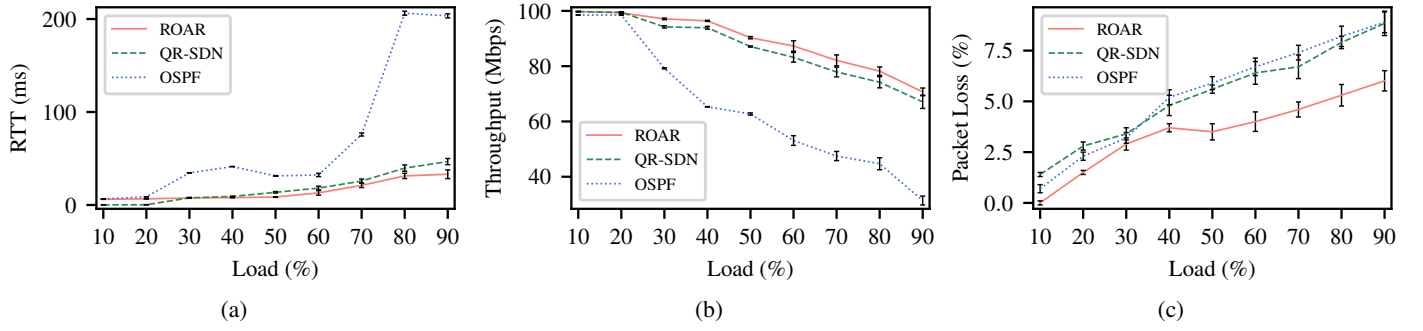 200
100
0
RTT (ms)
ROAR
QR-SDN
OSPF
10 20 30 40 50 60 70 80 90
Load (%)
(a)
100
80
60
40
Throughput (Mbps)
ROAR
QR-SDN
OSPF
10 20 30 40 50 60 70 80 90
Load (%)
(b)
7.5
5.0
2.5
0.0
Packet Loss (%)
ROAR
QR-SDN
OSPF
10 20 30 40 50 60 70 80 90
Load (%)
(c)